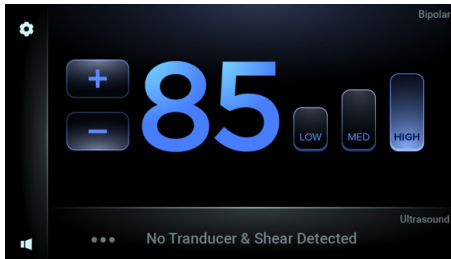 Bipolar
+
85
−
LOW
MED
HIGH
Ultrasound
No Tranducer & Shear Detected